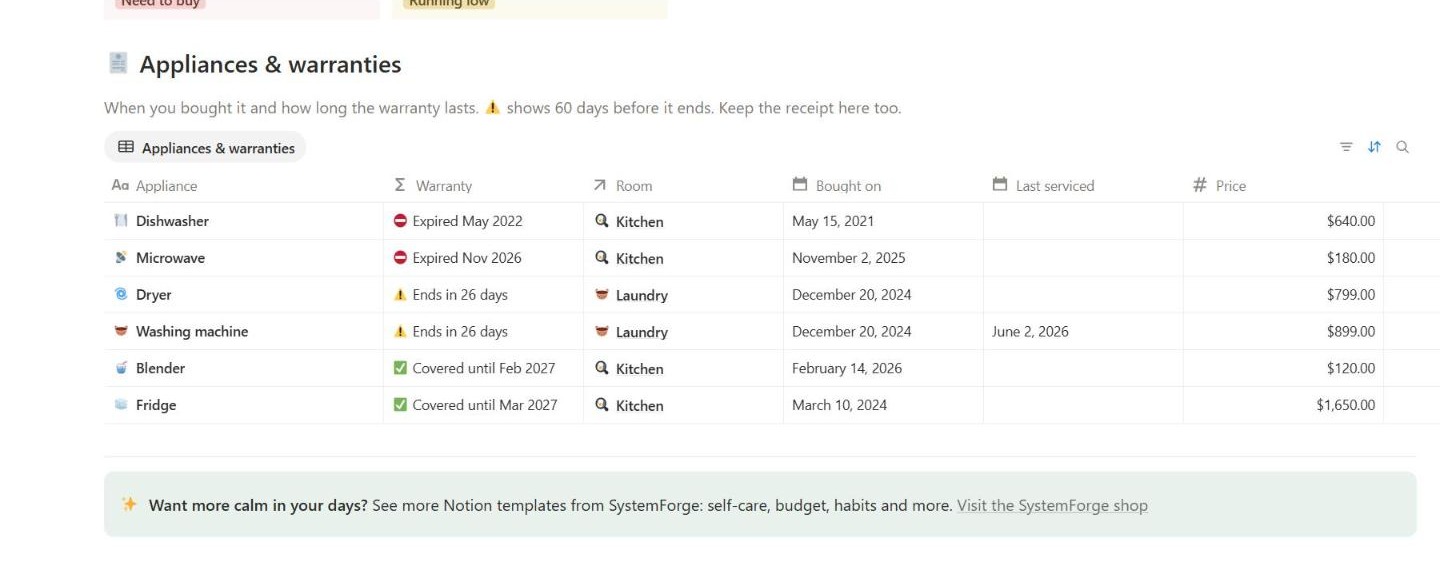 Need to buy
Running low
Appliances & warranties
When you bought it and how long the warranty lasts. ⚠️ shows 60 days before it ends. Keep the receipt here too.
Appliances & warranties
Aa Appliance Σ Warranty Room Bought on Last serviced # Price
Dishwasher Expired May 2022 Kitchen May 15, 2021 $640.00
Microwave Expired Nov 2026 Kitchen November 2, 2025 $180.00
Dryer Ends in 26 days Laundry December 20, 2024 $799.00
Washing machine Ends in 26 days Laundry December 20, 2024 June 2, 2026 $899.00
Blender Covered until Feb 2027 Kitchen February 14, 2026 $120.00
Fridge Covered until Mar 2027 Kitchen March 10, 2024 $1,650.00
Want more calm in your days? See more Notion templates from SystemForge: self-care, budget, habits and more. Visit the SystemForge shop